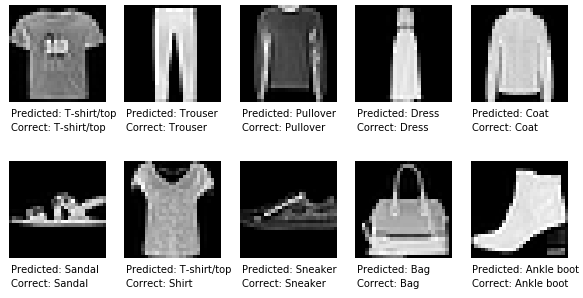 Predicted: T-shirt/top
Correct: T-shirt/top
Predicted: Trouser
Correct: Trouser
Predicted: Pullover
Correct: Pullover
Predicted: Dress
Correct: Dress
Predicted: Coat
Correct: Coat
Predicted: Sandal
Correct: Sandal
Predicted: T-shirt/top
Correct: Shirt
Predicted: Sneaker
Correct: Sneaker
Predicted: Bag
Correct: Bag
Predicted: Ankle boot
Correct: Ankle boot